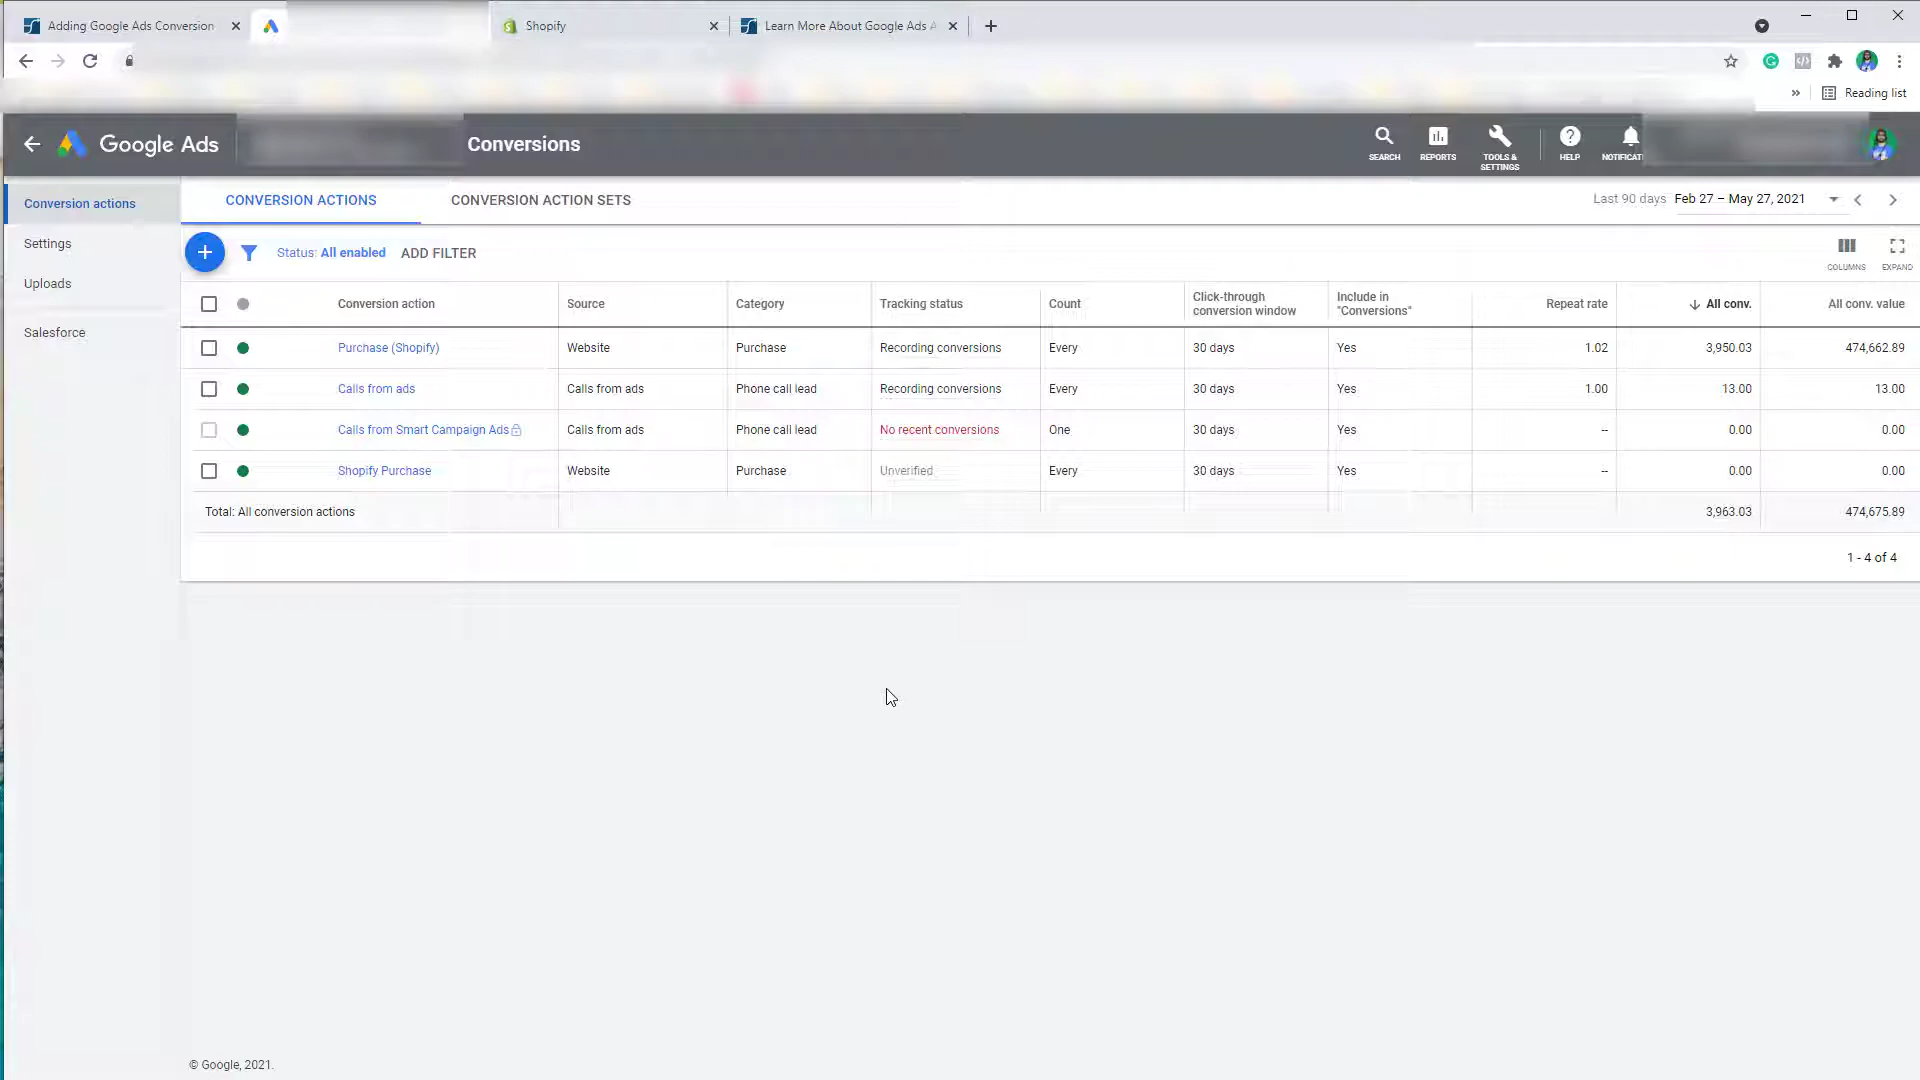 Adding Google Ads Conversion
Shopify
Learn More About Google Ads A
Reading list
Google Ads
Conversions
SEARCH
REPORTS
TOOLS & SETTINGS
HELP
NOTIFICAT
Conversion actions
Settings
Uploads
Salesforce
CONVERSION ACTIONS CONVERSION ACTION SETS
Last 90 days Feb 27 – May 27, 2021
Status: All enabled ADD FILTER
COLUMNS EXPAND
Conversion action Source Category Tracking status Count Click-through conversion window Include in "Conversions" Repeat rate All conv. All conv. value
Purchase (Shopify) Website Purchase Recording conversions Every 30 days Yes 1.02 3,950.03 474,662.89
Calls from ads Calls from ads Phone call lead Recording conversions Every 30 days Yes 1.00 13.00 13.00
Calls from Smart Campaign Ads Calls from ads Phone call lead No recent conversions One 30 days Yes -- 0.00 0.00
Shopify Purchase Website Purchase Unverified Every 30 days Yes -- 0.00 0.00
Total: All conversion actions 3,963.03 474,675.89
1 - 4 of 4
© Google, 2021.